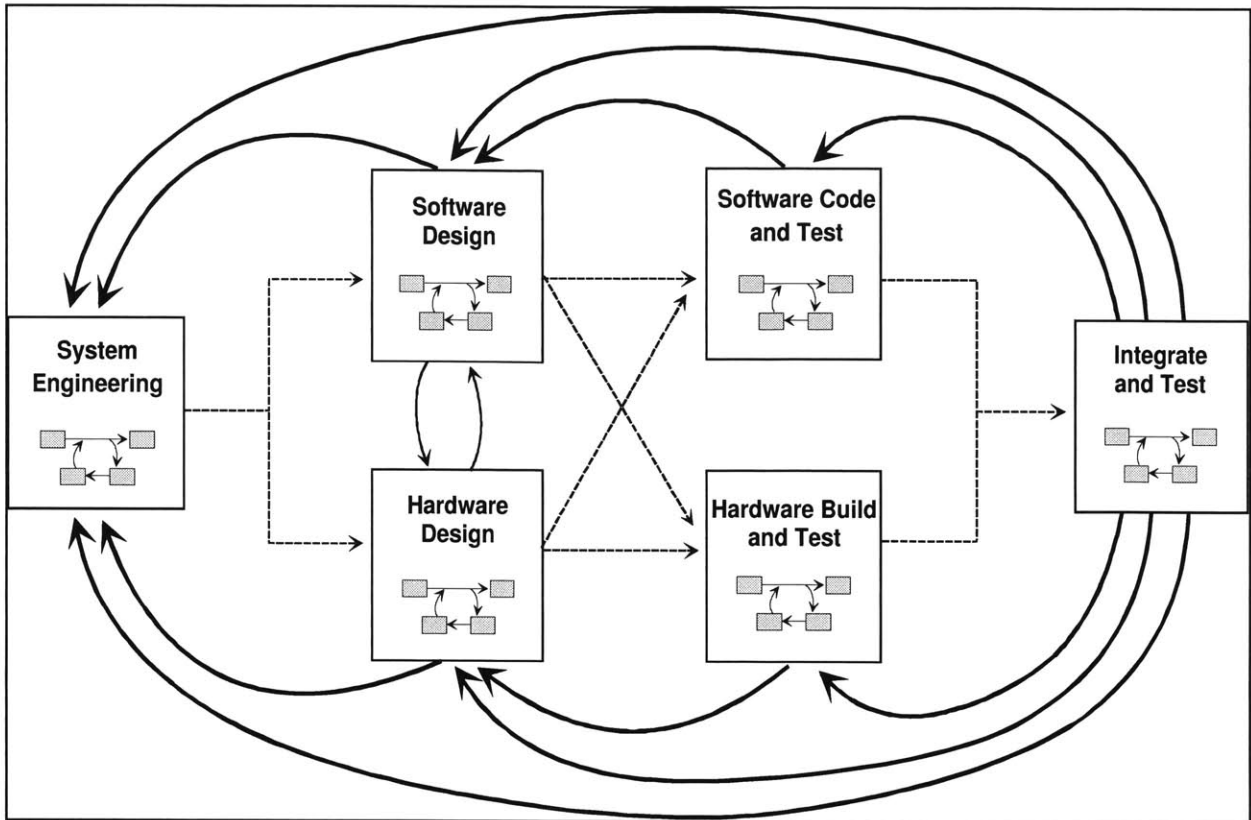 Software
Design
Software Code
and Test
System
Engineering
Integrate
and Test
Hardware
Design
Hardware Build
and Test